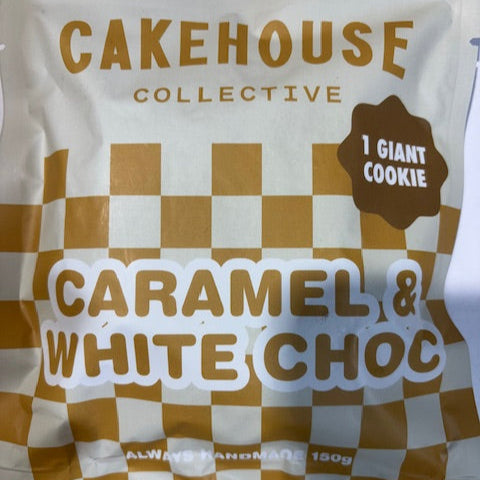 CAKEHOUSE
COLLECTIVE
1 GIANT
COOKIE
CARAMEL &
WHITE CHOC
ALWAYS HANDMADE 150g